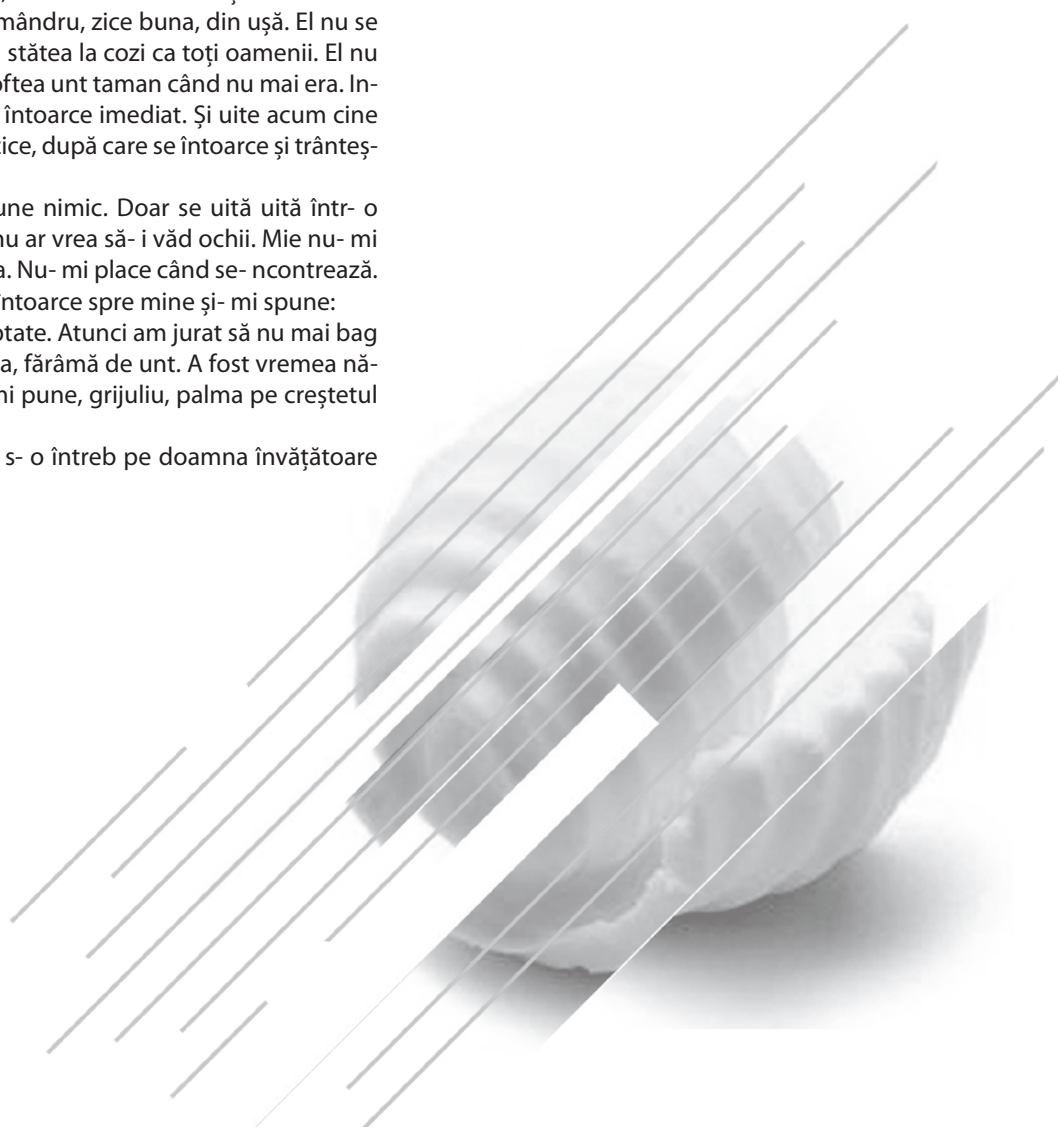 mândru, zice buna, din ușă. El nu se
stătea la cozi ca toți oamenii. El nu
oftea unt taman când nu mai era. In-
întoarce imediat. Și uite acum cine
zice, după care se întoarce și trânteș-
une nimic. Doar se uită uită într- o
nu ar vrea să- i văd ochii. Mie nu- mi
a. Nu- mi place când se- ncontrează.
întoarce spre mine și- mi spune:
otate. Atunci am jurat să nu mai bag
a, fărâmă de unt. A fost vremea nă-
mi pune, grijuliu, palma pe creștetul
s- o întreb pe doamna învățătoare